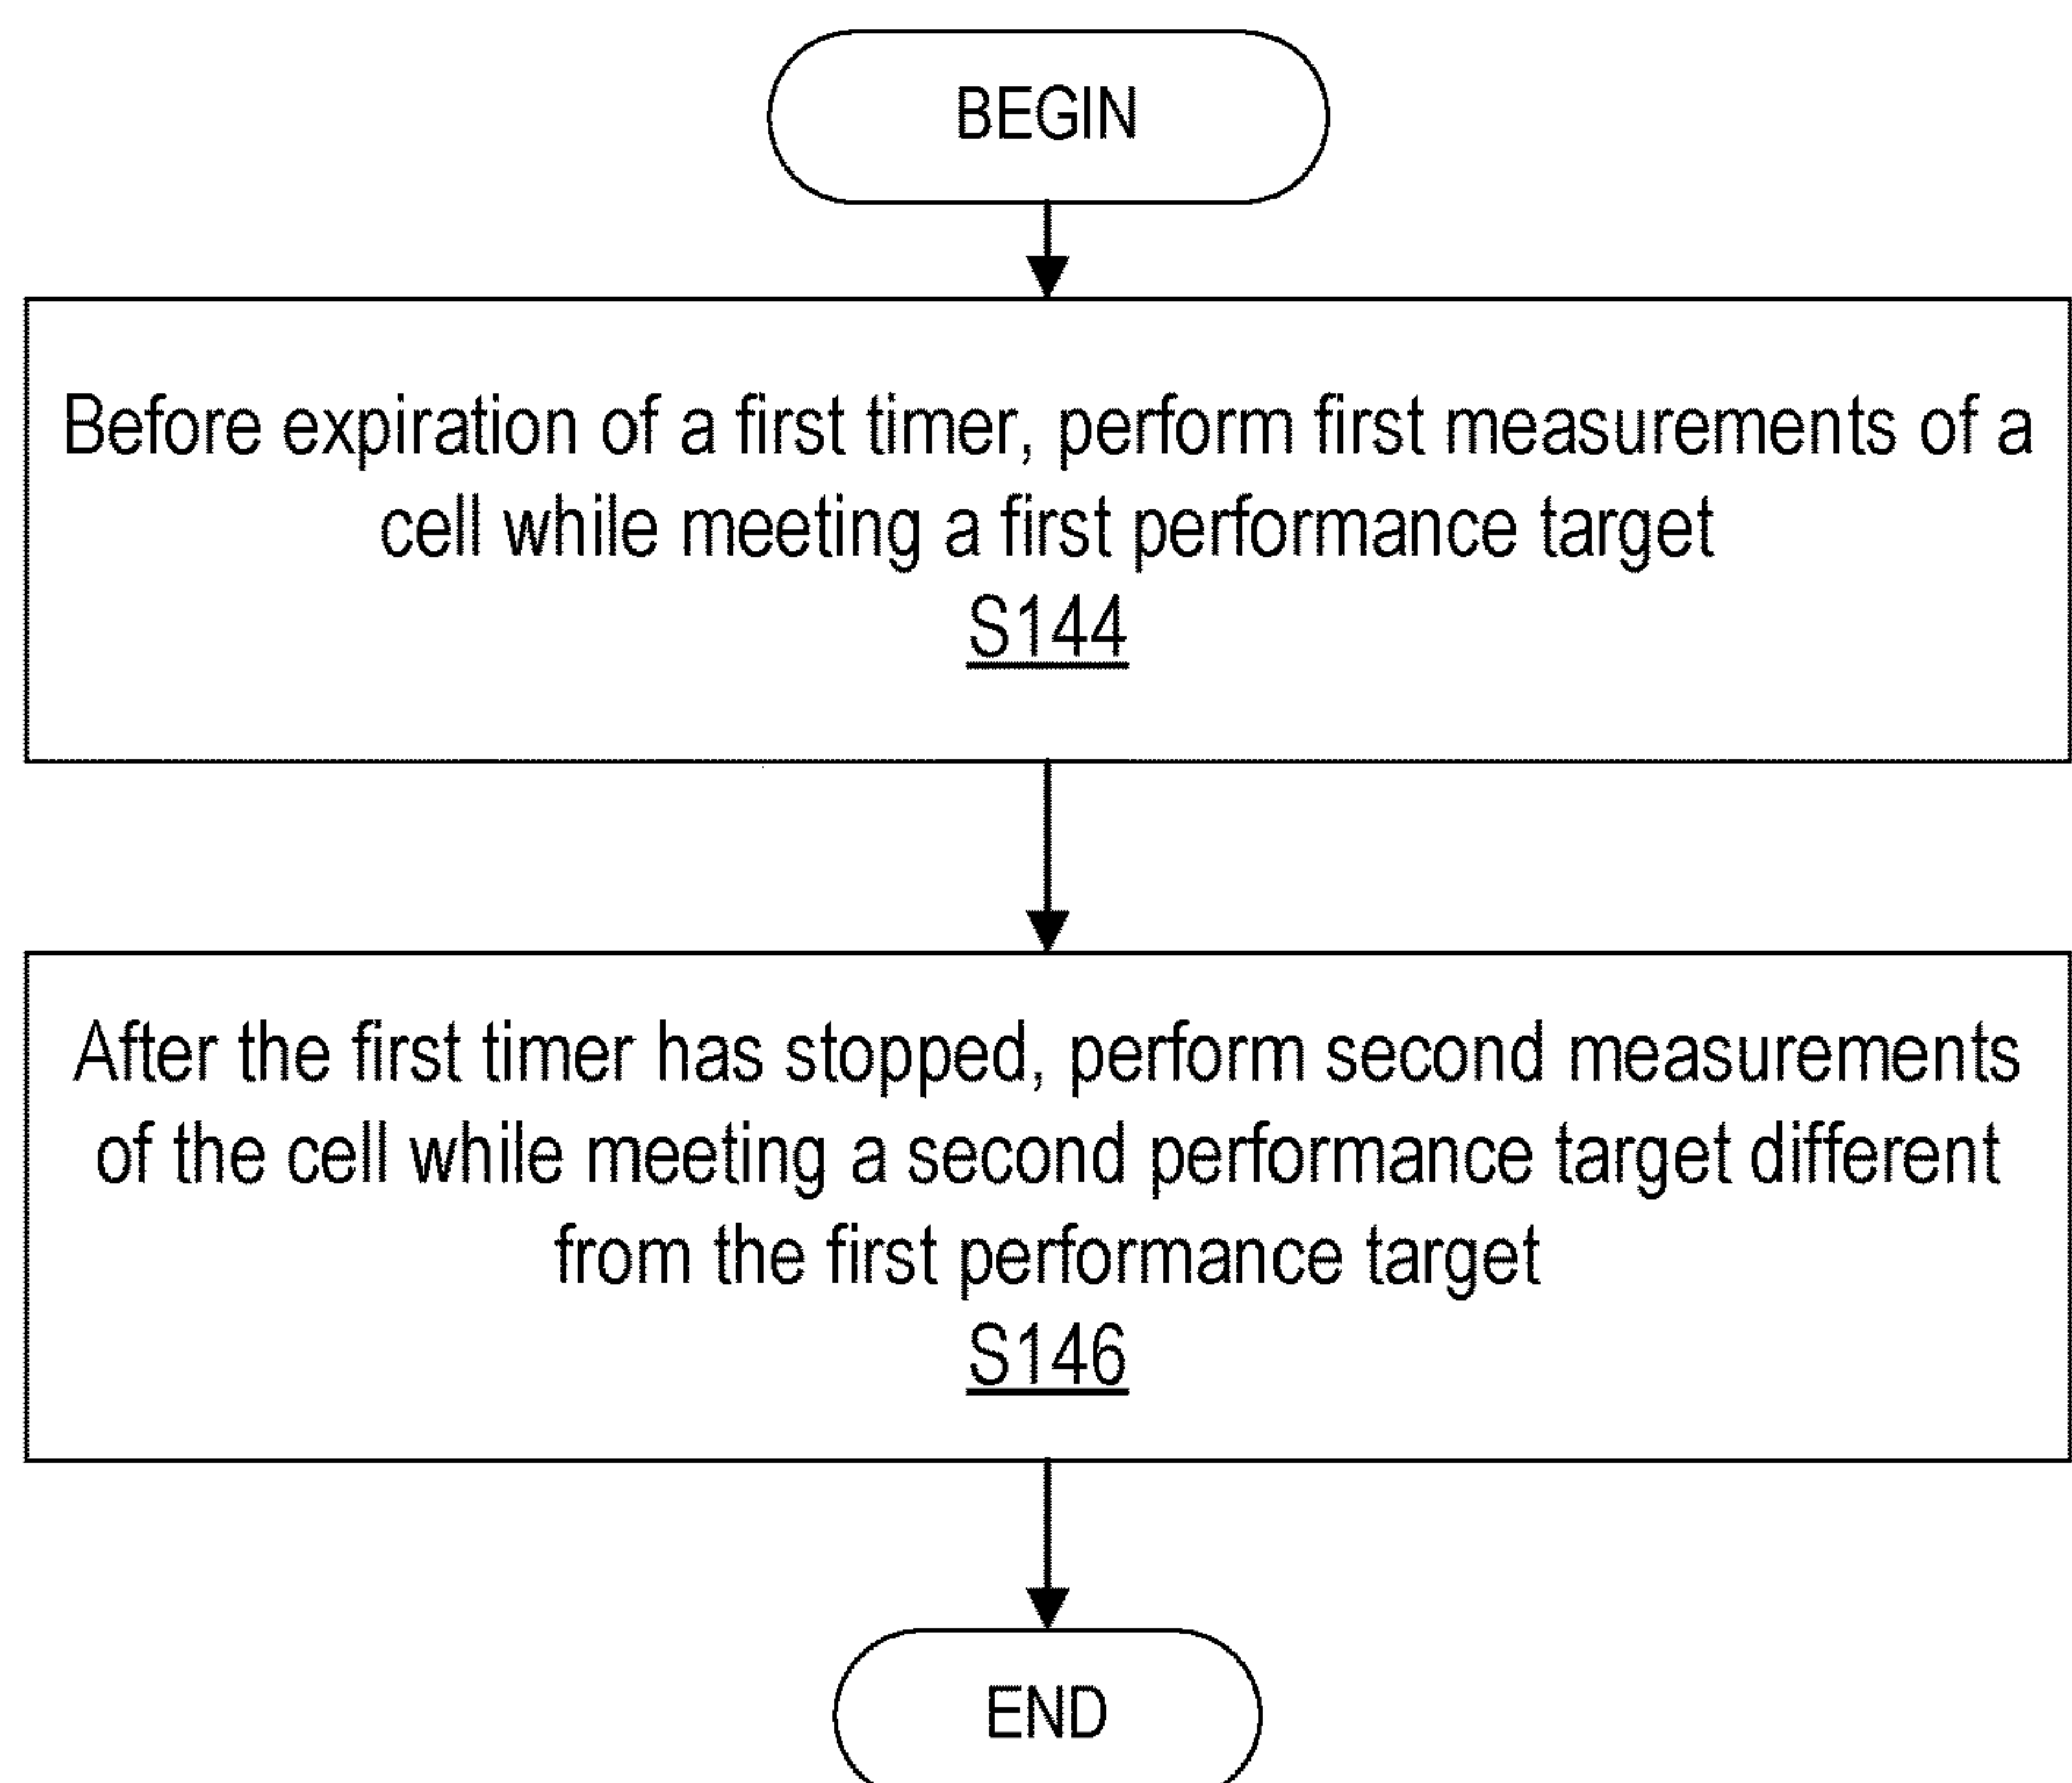 BEGIN
Before expiration of a first timer, perform first measurements of a
cell while meeting a first performance target
S144
After the first timer has stopped, perform second measurements
of the cell while meeting a second performance target different
from the first performance target
S146
END